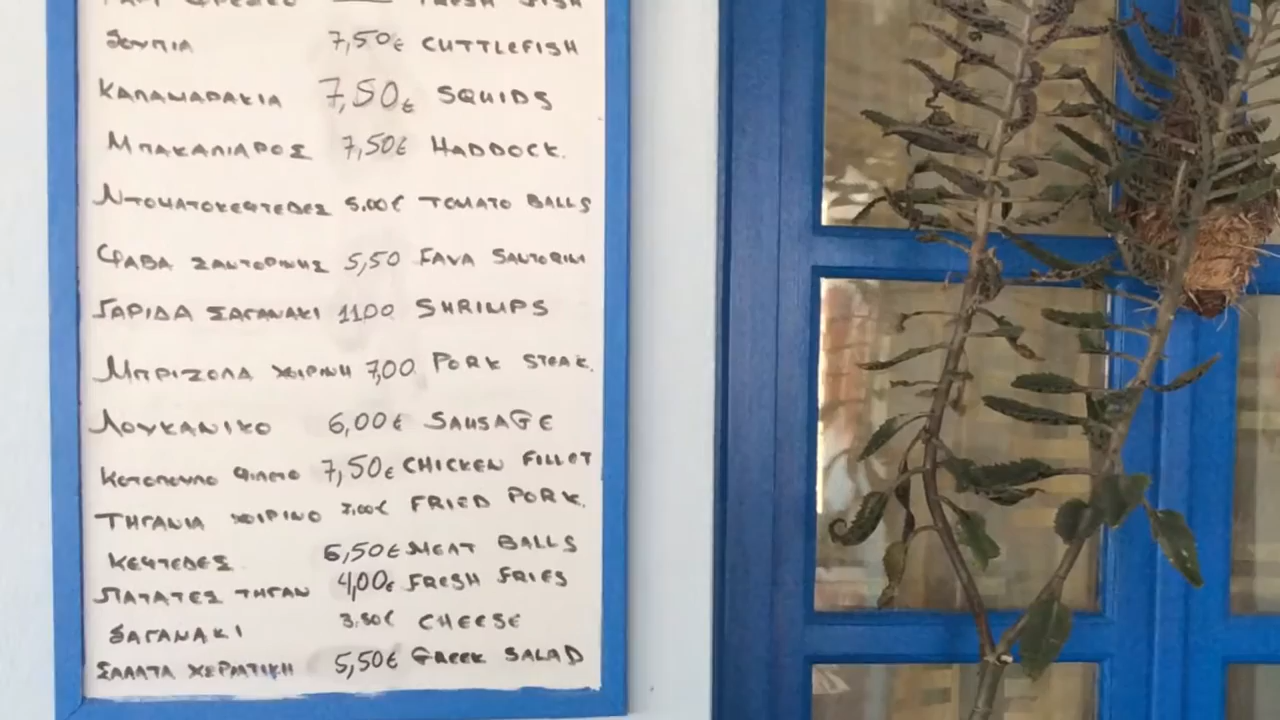 FRESH FISH
ΣΟΥΠΙΑ 7,50€ CUTTLEFISH
ΚΑΛΑΜΑΡΑΚΙΑ 7,50€ SQUIDS
ΜΠΑΚΑΛΙΑΡΟΣ 7,50€ HADDOCK.
ΝΤΟΜΑΤΟΚΕΦΤΕΔΕΣ 5.00€ TOMATO BALLS
ΦΑΒΑ ΣΑΝΤΟΡΙΝΗΣ 5,50 FAVA SANTORINI
ΓΑΡΙΔΑ ΣΑΓΑΝΑΚΙ 11.00 SHRIMPS
ΜΠΡΙΖΟΛΑ ΧΟΙΡΙΝΗ 7,00 PORK STEAK.
ΛΟΥΚΑΝΙΚΟ 6,00€ SAUSAGE
ΚΟΤΟΠΟΥΛΟ ΦΙΛΕΤΟ 7,50€ CHICKEN FILLET
ΤΗΓΑΝΙΑ ΧΟΙΡΙΝΟ 7,00€ FRIED PORK.
ΚΕΦΤΕΔΕΣ 6,50€ MEAT BALLS
ΠΑΤΑΤΕΣ ΤΗΓΑΝ 4,00€ FRESH FRIES
ΣΑΓΑΝΑΚΙ 3.50€ CHEESE
ΣΑΛΑΤΑ ΧΩΡΙΑΤΙΚΗ 5,50€ GREEK SALAD